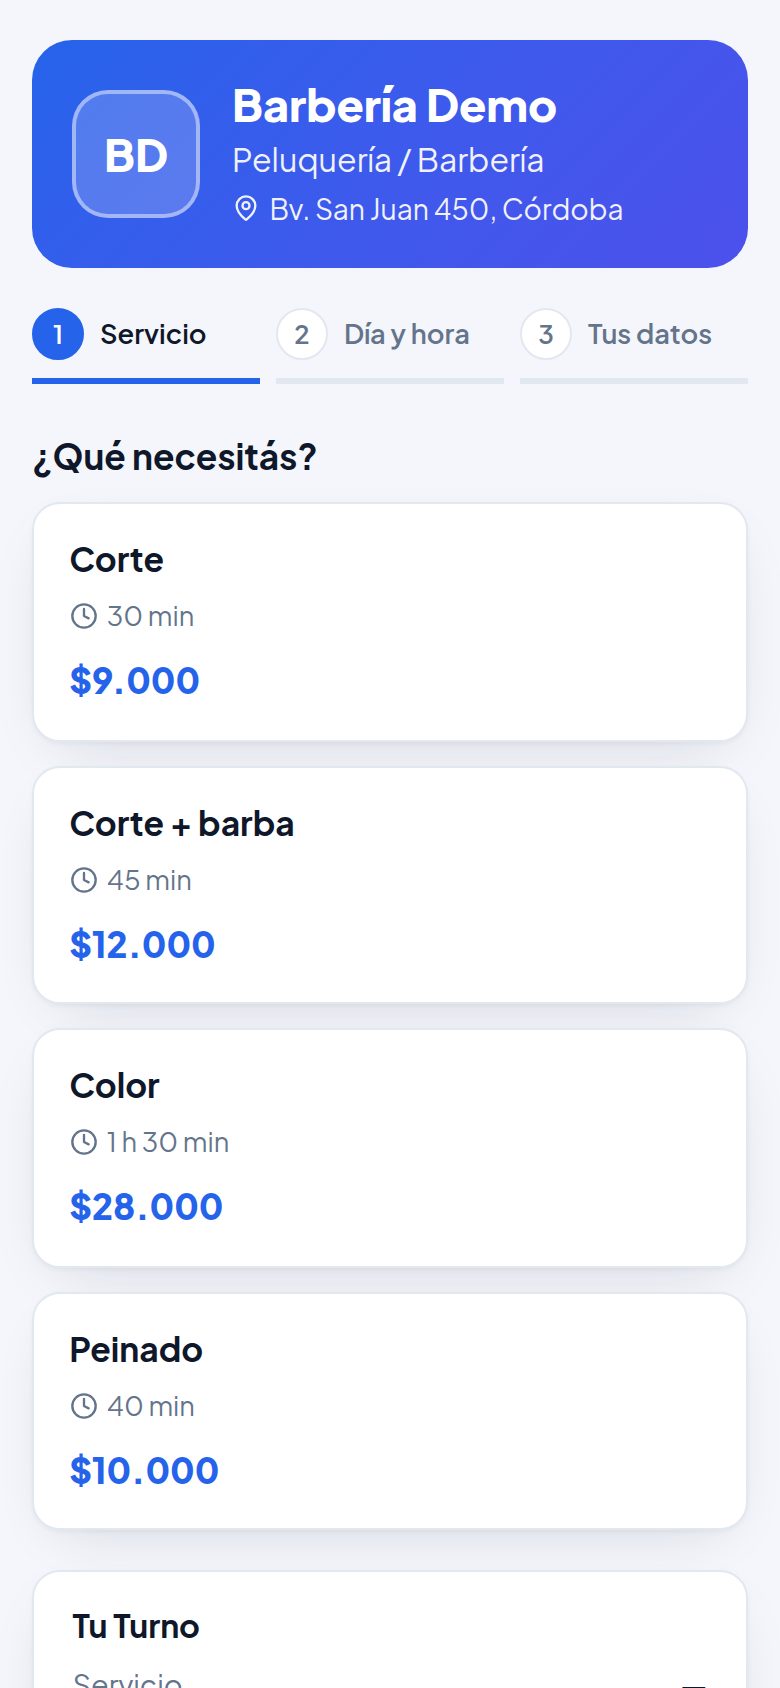 BD
Barbería Demo
Peluquería / Barbería
Bv. San Juan 450, Córdoba
1 Servicio
2 Día y hora
3 Tus datos
¿Qué necesitás?
Corte
30 min
$9.000
Corte + barba
45 min
$12.000
Color
1 h 30 min
$28.000
Peinado
40 min
$10.000
Tu Turno
Servicio